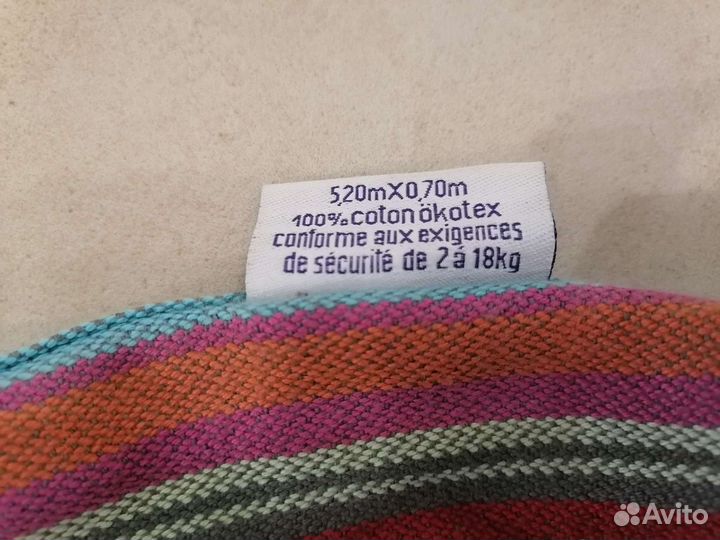 5,20mX0,70m
100% coton ökotex
conforme aux exigences
de sécurité de 2 á 18kg
Avito